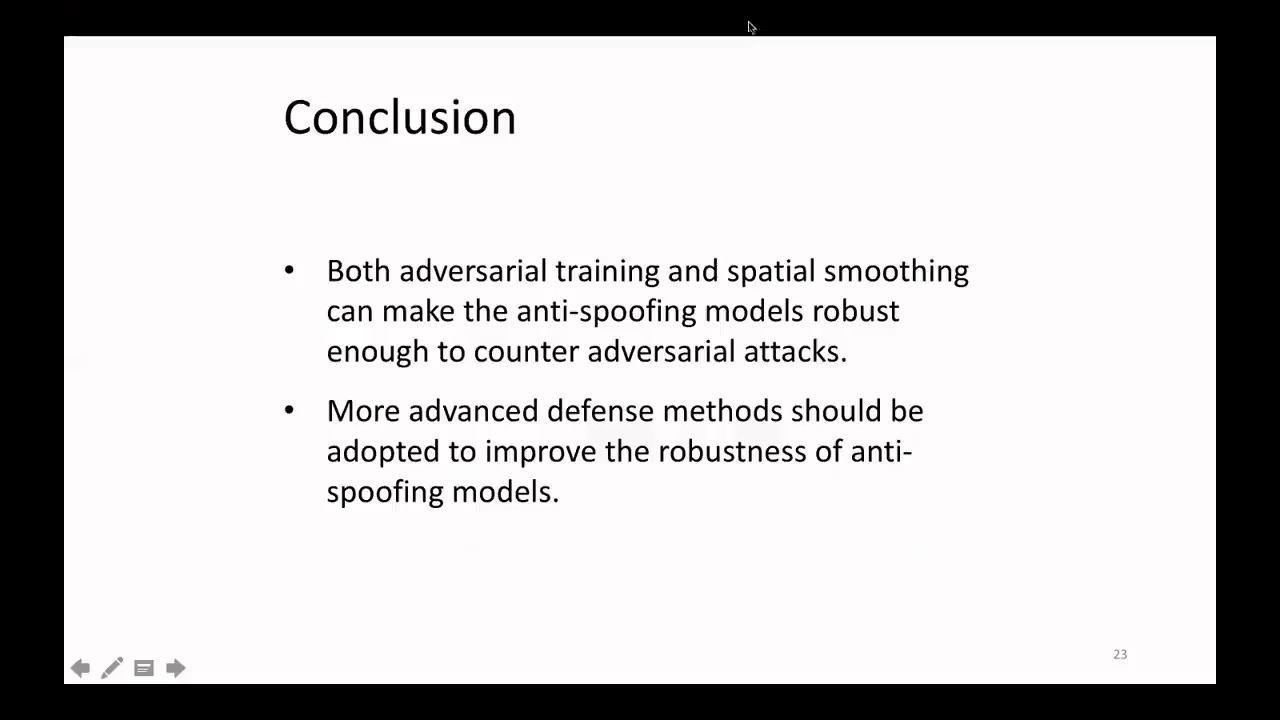 Conclusion
• Both adversarial training and spatial smoothing
can make the anti-spoofing models robust
enough to counter adversarial attacks.
• More advanced defense methods should be
adopted to improve the robustness of anti-
spoofing models.
23